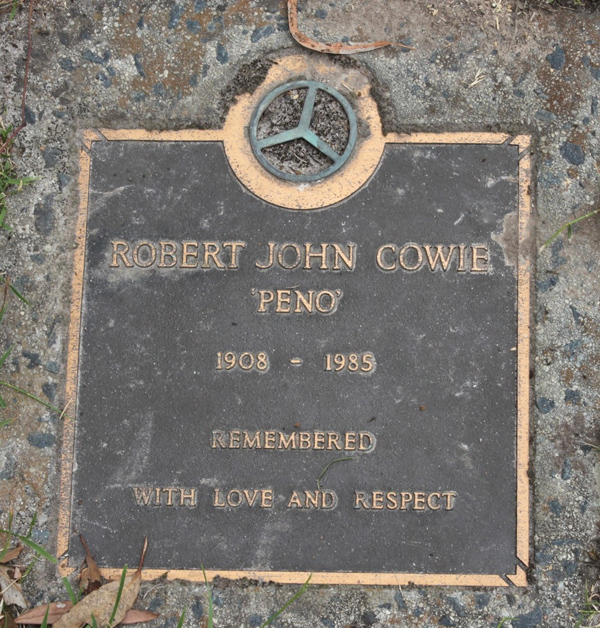 ROBERT JOHN COWIE
'PENO'
1908 - 1985
REMEMBERED
WITH LOVE AND RESPECT